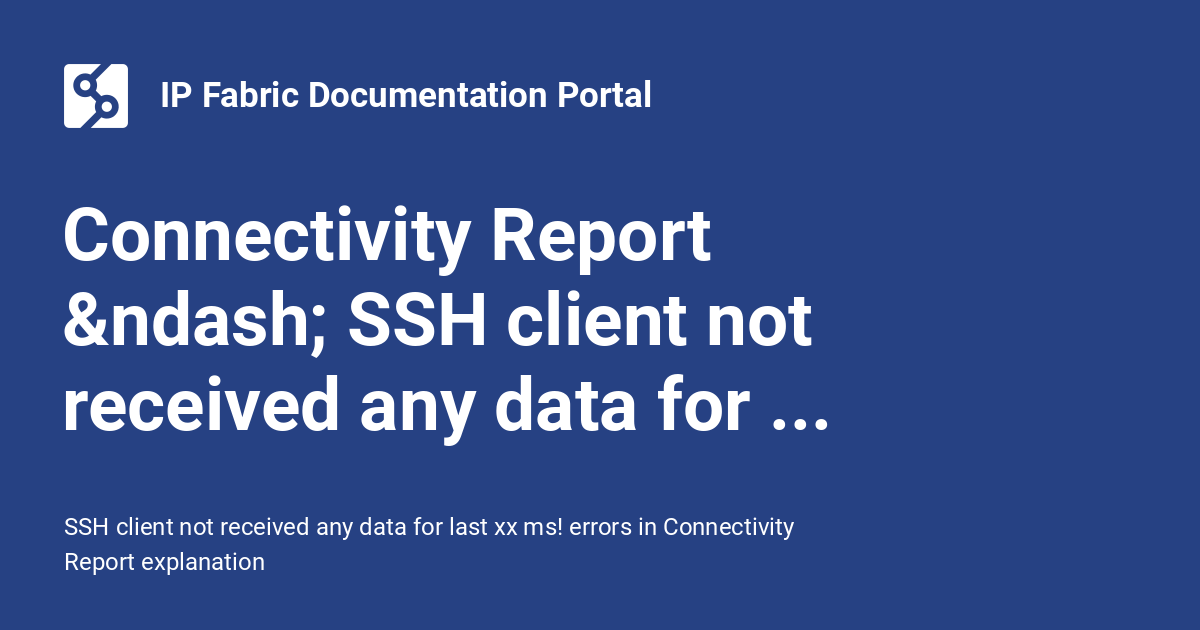 IP Fabric Documentation Portal
Connectivity Report
&ndash; SSH client not
received any data for ...
SSH client not received any data for last xx ms! errors in Connectivity
Report explanation